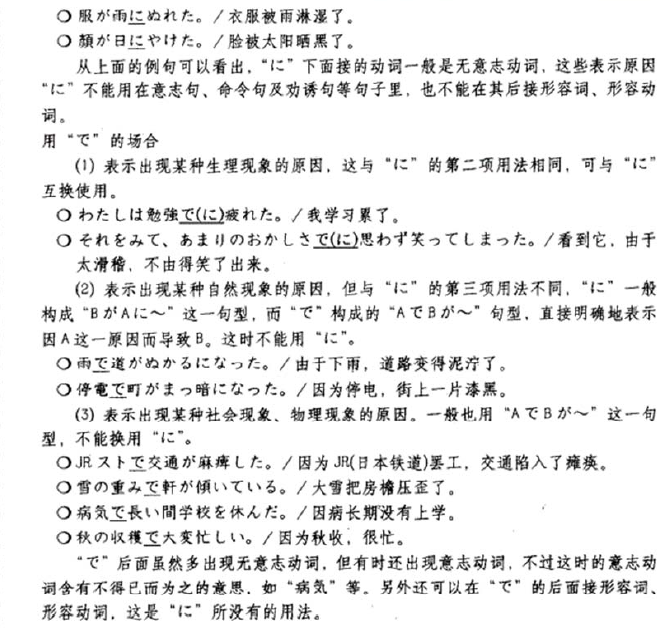 ○ 服が雨にぬれた。/衣服被雨淋湿了。
○ 顔が日にやけた。/脸被太阳晒黑了。
从上面的例句可以看出,“に”下面接的动词一般是无意志动词,这些表示原因
“に”不能用在意志句、命令句及劝诱句等句子里,也不能在其后接形容词、形容动
词。
用“で”的场合
(1) 表示出现某种生理现象的原因,这与“に”的第二项用法相同,可与“に”
互换使用。
○ わたしは勉強で(に)疲れた。/我学习累了。
○ それをみて、あまりのおかしさで(に)思わず笑ってしまった。/看到它,由于
太滑稽,不由得笑了出来。
(2) 表示出现某种自然现象的原因,但与“に”的第三项用法不同,“に”一般
构成“BがAに~”这一句型,而“で”构成的“AでBが~”句型,直接明确地表示
因A这一原因而导致B。这时不能用“に”。
○ 雨で道がぬかるになった。/由于下雨,道路变得泥泞了。
○ 停電で町がまっ暗になった。/因为停电,街上一片漆黑。
(3) 表示出现某种社会现象、物理现象的原因。一般也用“AでBが~”这一句
型,不能换用“に”。
○ JRストで交通が麻痺した。/因为JR(日本铁道)罢工,交通陷入了瘫痪。
○ 雪の重みで軒が傾いている。/大雪把房檐压歪了。
○ 病気で長い間学校を休んだ。/因病长期没有上学。
○ 秋の収穫で大変忙しい。/因为秋收,很忙。
“で”后面虽然多出现无意志动词,但有时还出现意志动词,不过这时的意志动
词含有不得已而为之的意思,如“病気”等。另外还可以在“で”的后面接形容词、
形容动词,这是“に”所没有的用法。